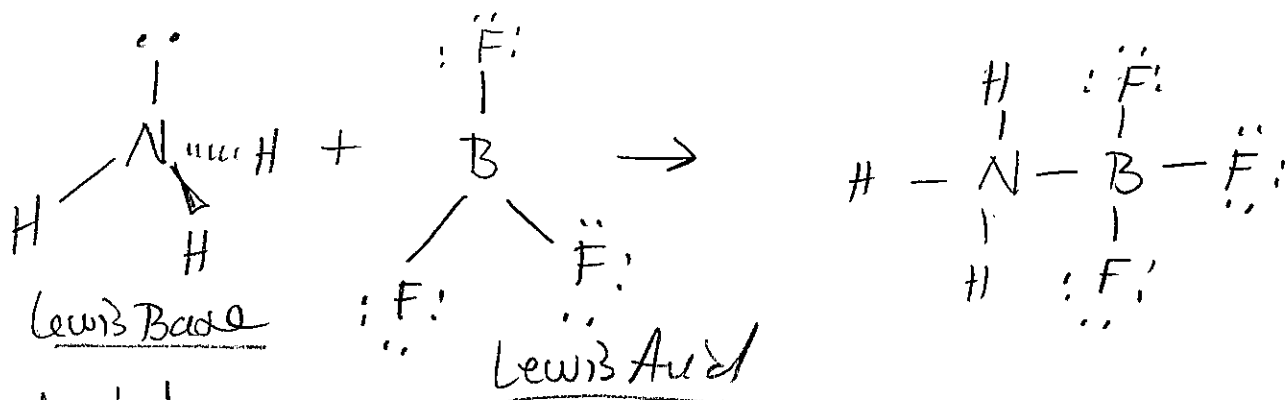 F F
H
N H + B → H - N - B - F
H H F F H F
Lewis Base
Lewis Acid